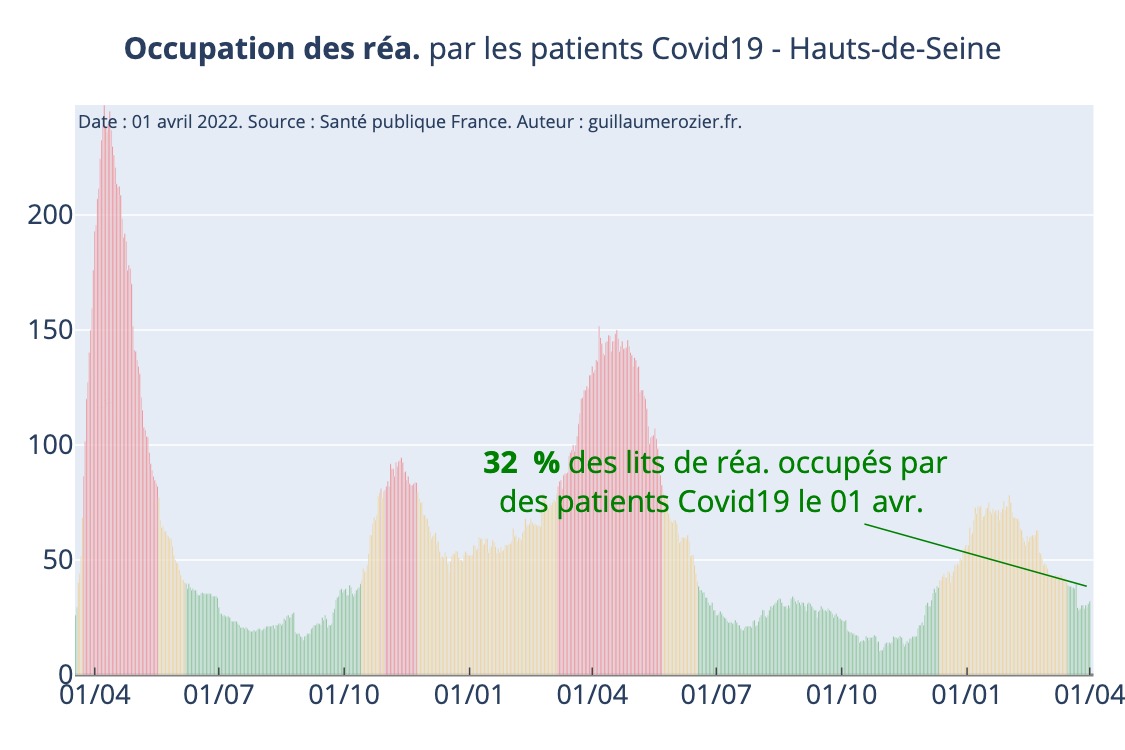 Occupation des réa. par les patients Covid19 - Hauts-de-Seine
Date : 01 avril 2022. Source : Santé publique France. Auteur : guillaumerozier.fr.
200
150
100
32 % des lits de réa. occupés par
des patients Covid19 le 01 avr.
50
0
01/04 01/07 01/10 01/01 01/04 01/07 01/10 01/01 01/04